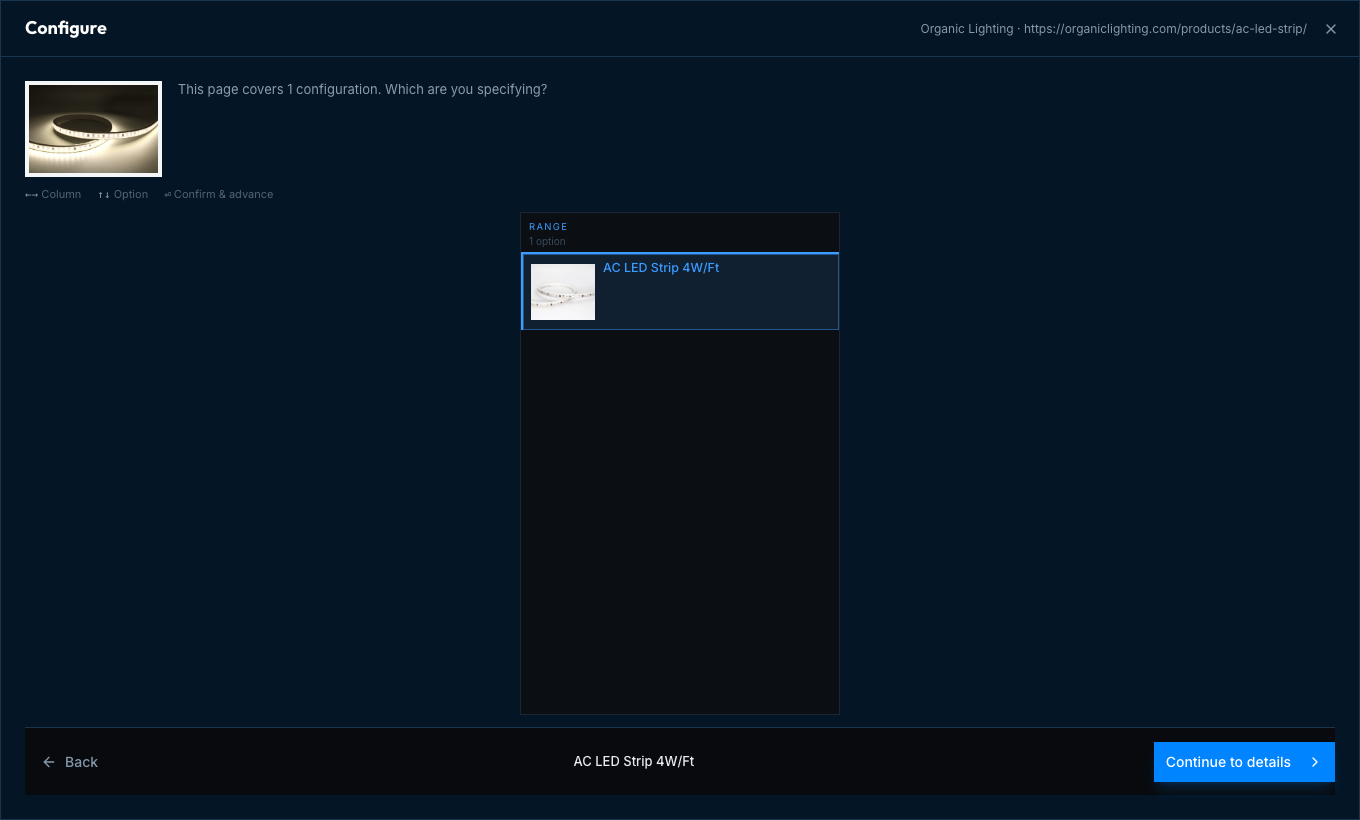 Configure
Organic Lighting · https://organiclighting.com/products/ac-led-strip/
This page covers 1 configuration. Which are you specifying?
←→ Column ↑↓ Option ⏎ Confirm & advance
RANGE
1 option
AC LED Strip 4W/Ft
Back
AC LED Strip 4W/Ft
Continue to details